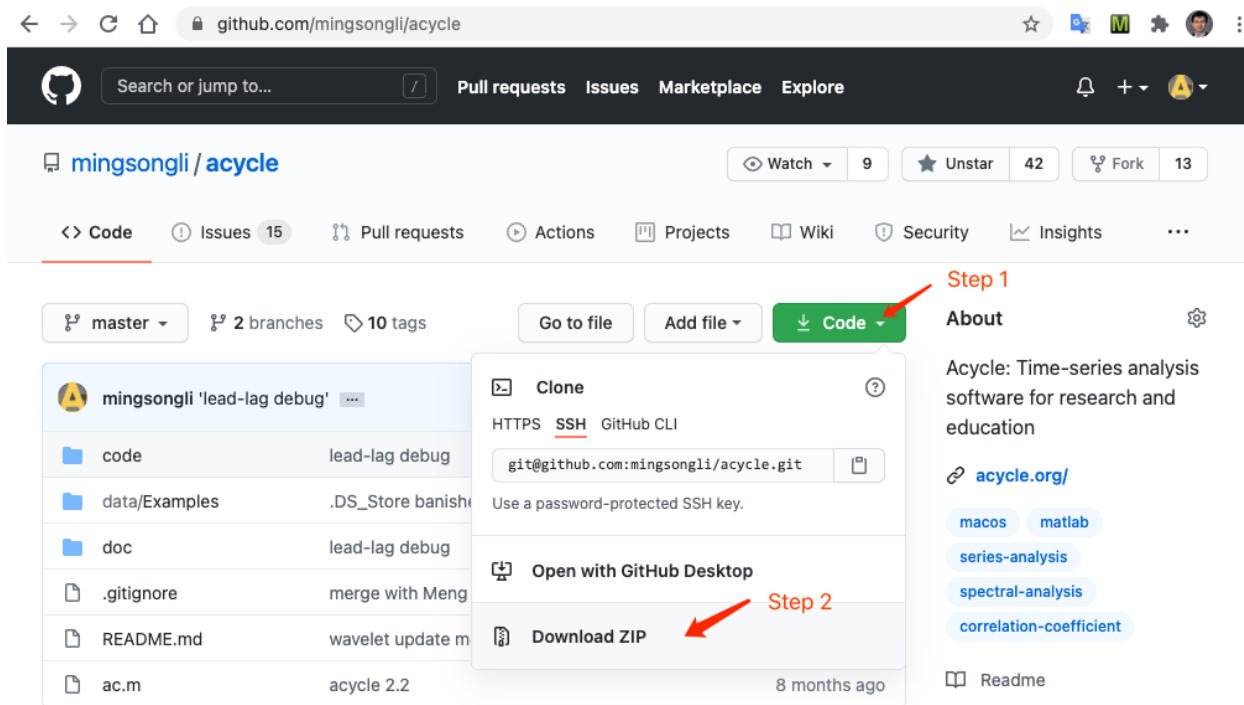 github.com/mingsongli/acycle
Search or jump to... /
Pull requests Issues Marketplace Explore
mingsongli / acycle
Watch 9 Unstar 42 Fork 13
<> Code Issues 15 Pull requests Actions Projects Wiki Security Insights ...
Step 1
master 2 branches 10 tags Go to file Add file Code
About
Clone
HTTPS SSH GitHub CLI
git@github.com:mingsongli/acycle.git
Use a password-protected SSH key.
Open with GitHub Desktop
Step 2
Download ZIP
mingsongli 'lead-lag debug' ...
code lead-lag debug
data/Examples .DS_Store banishe
doc lead-lag debug
.gitignore merge with Meng
README.md wavelet update m
ac.m acycle 2.2 8 months ago
Acycle: Time-series analysis
software for research and
education
acycle.org/
macos matlab
series-analysis
spectral-analysis
correlation-coefficient
Readme